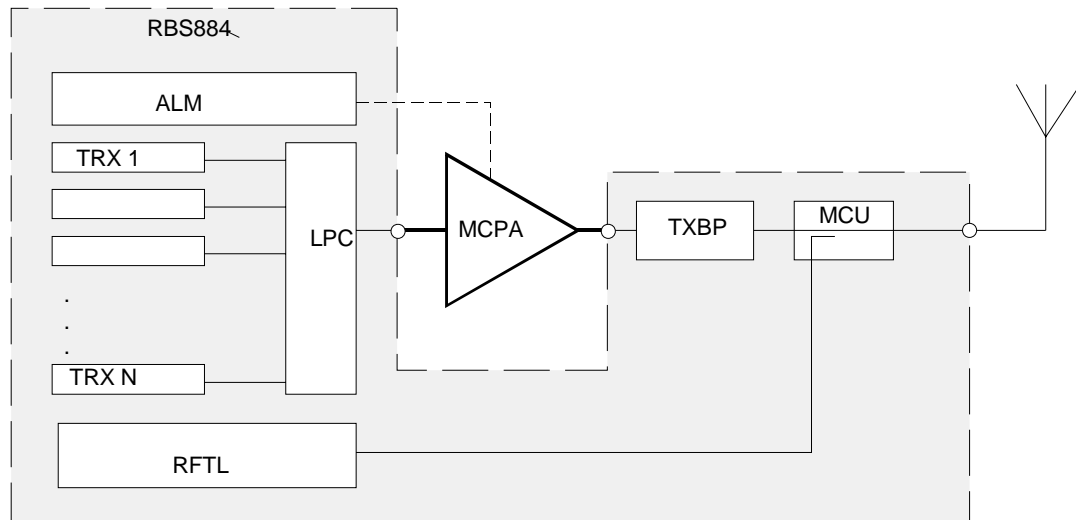 RBS884
ALM
TRX 1
LPC
MCPA
TXBP
MCU
.
.
.
TRX N
RFTL